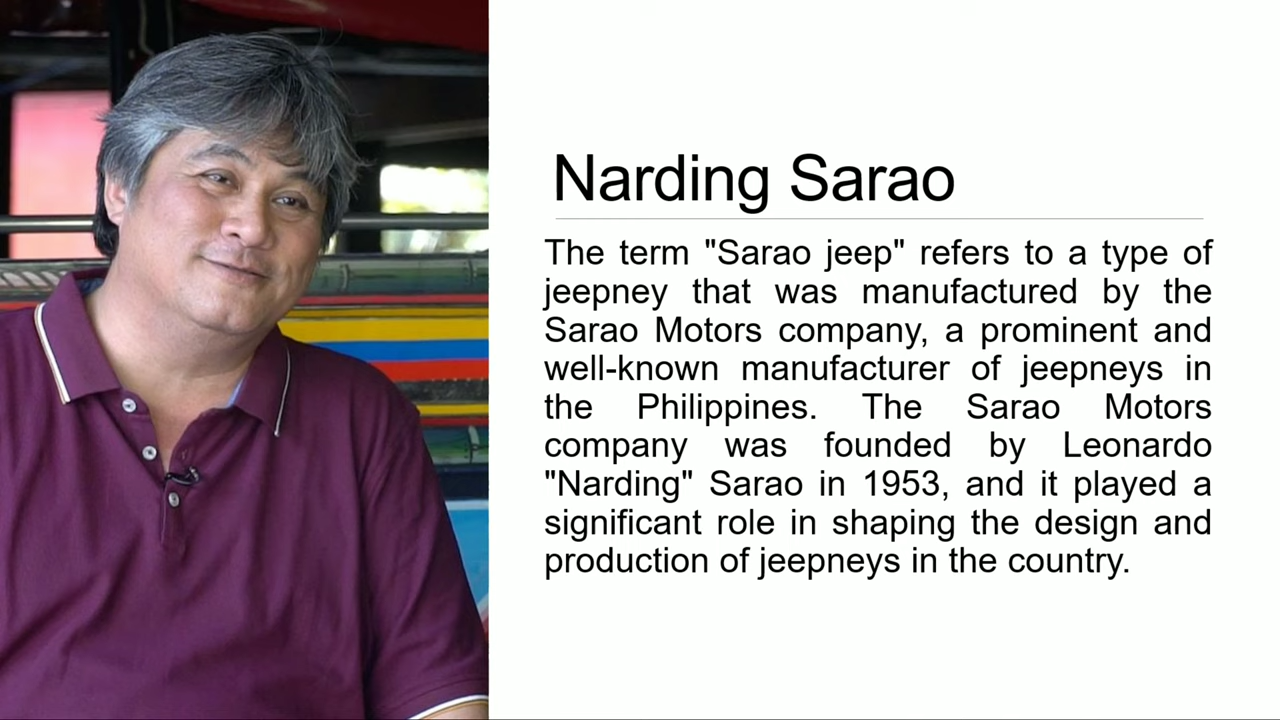 Narding Sarao
The term "Sarao jeep" refers to a type of
jeepney that was manufactured by the
Sarao Motors company, a prominent and
well-known manufacturer of jeepneys in
the Philippines. The Sarao Motors
company was founded by Leonardo
"Narding" Sarao in 1953, and it played a
significant role in shaping the design and
production of jeepneys in the country.